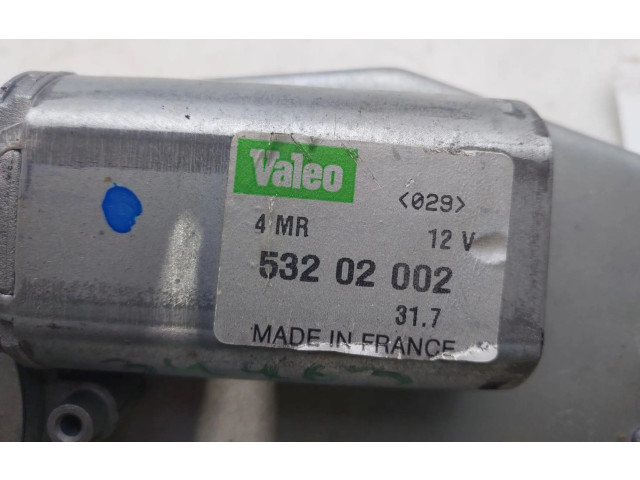 Valeo
<029>
4 MR 12 V
532 02 002
31.7
MADE IN FRANCE